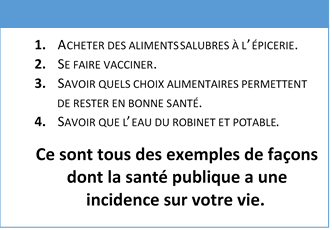 1. ACHETER DES ALIMENTS SALUBRES À L'ÉPICERIE.
2. SE FAIRE VACCINER.
3. SAVOIR QUELS CHOIX ALIMENTAIRES PERMETTENT
DE RESTER EN BONNE SANTÉ.
4. SAVOIR QUE L'EAU DU ROBINET ET POTABLE.
Ce sont tous des exemples de façons
dont la santé publique a une
incidence sur votre vie.